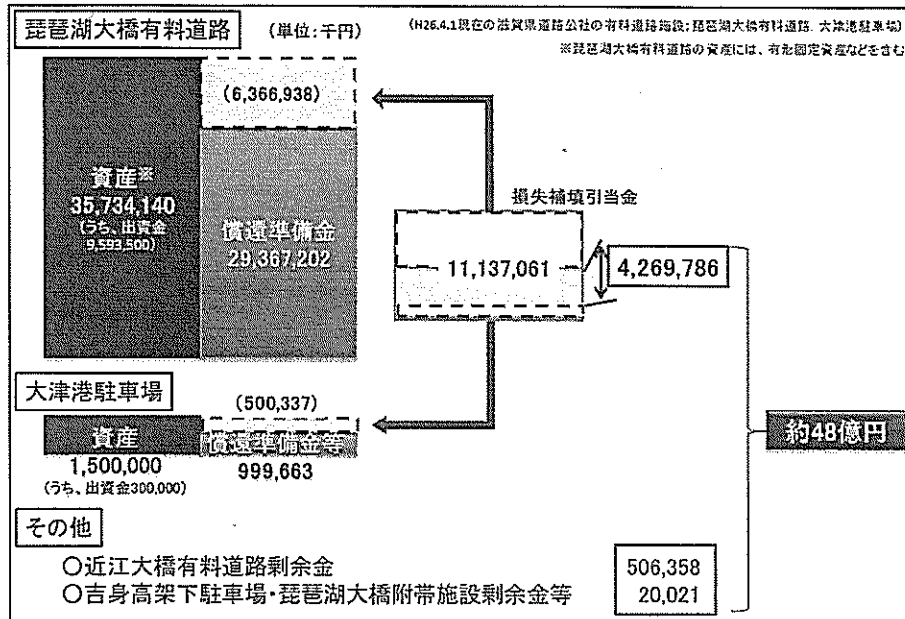 琵琶湖大橋有料道路 (単位:千円) (H26.4.1現在の滋賀県道路公社の有料道路施設:琵琶湖大橋有料道路、大津港駐車場)
※琵琶湖大橋有料道路の資産には、有形固定資産などを含む
(6,366,938)
資産※
35,734,140
(うち、出資金
9,593,500)
償還準備金
29,367,202
損失補填引当金
11,137,061
4,269,786
大津港駐車場
(500,337)
資産
償還準備金等
1,500,000
(うち、出資金300,000)
999,663
約48億円
その他
○近江大橋有料道路剰余金 506,358
○吉身高架下駐車場・琵琶湖大橋附帯施設剰余金等 20,021